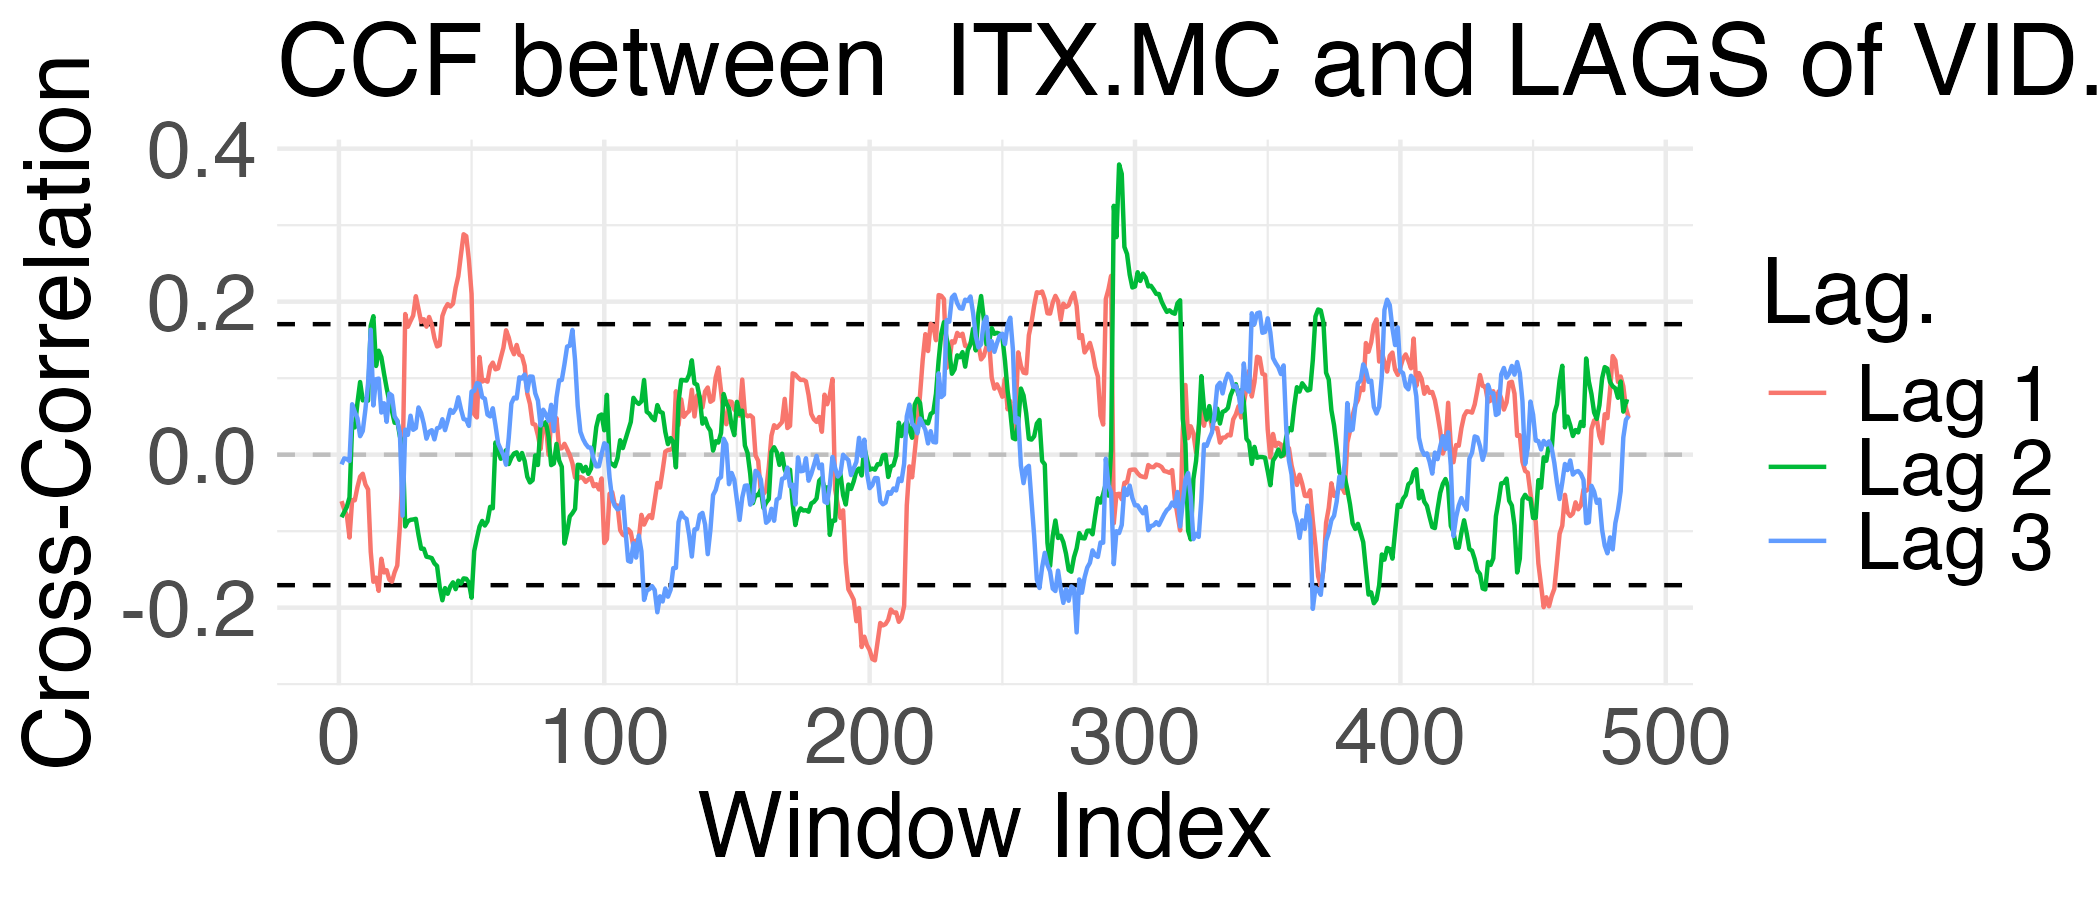 CCF between  ITX.MC and LAGS of VID.
Cross-Correlation
0.4
0.2
0.0
-0.2
0 100 200 300 400 500
Window Index
Lag.
Lag 1
Lag 2
Lag 3